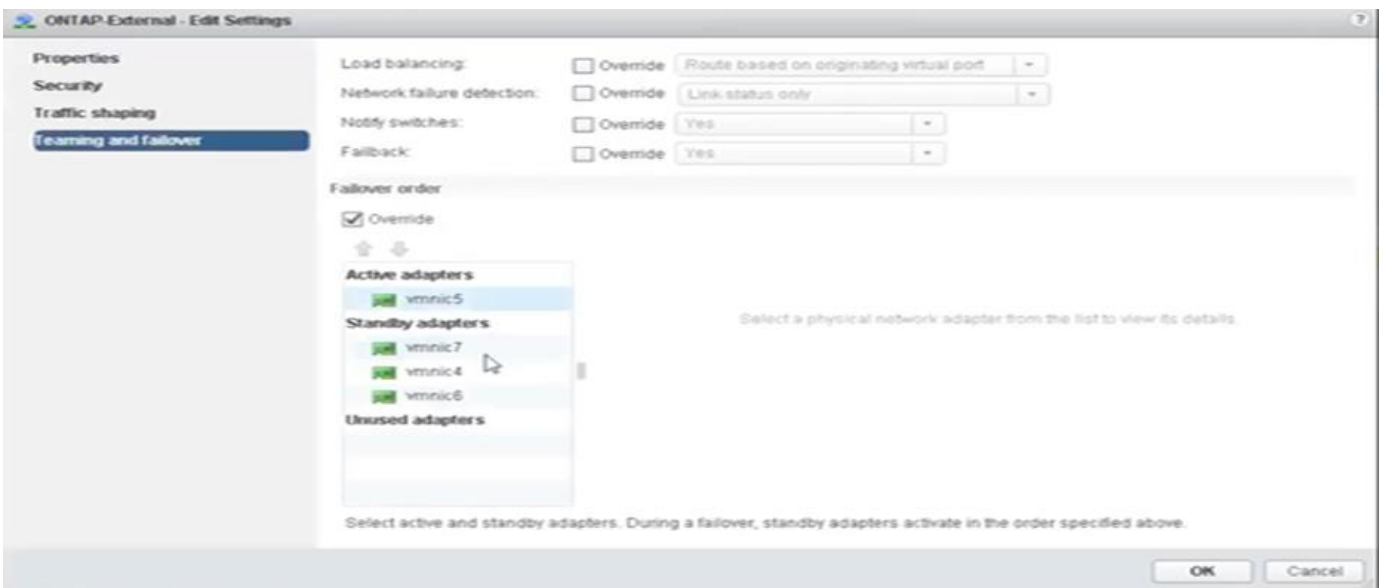 ONTAP-External - Edit Settings
?
Properties
Security
Traffic shaping
Teaming and failover
Load balancing:
Override
Route based on originating virtual port
Network failure detection:
Override
Link status only
Notify switches:
Override
Yes
Failback:
Override
Yes
Failover order
Override
Active adapters
vmnic5
Standby adapters
vmnic7
vmnic4
vmnic6
Unused adapters
Select a physical network adapter from the list to view its details.
Select active and standby adapters. During a failover, standby adapters activate in the order specified above.
OK
Cancel